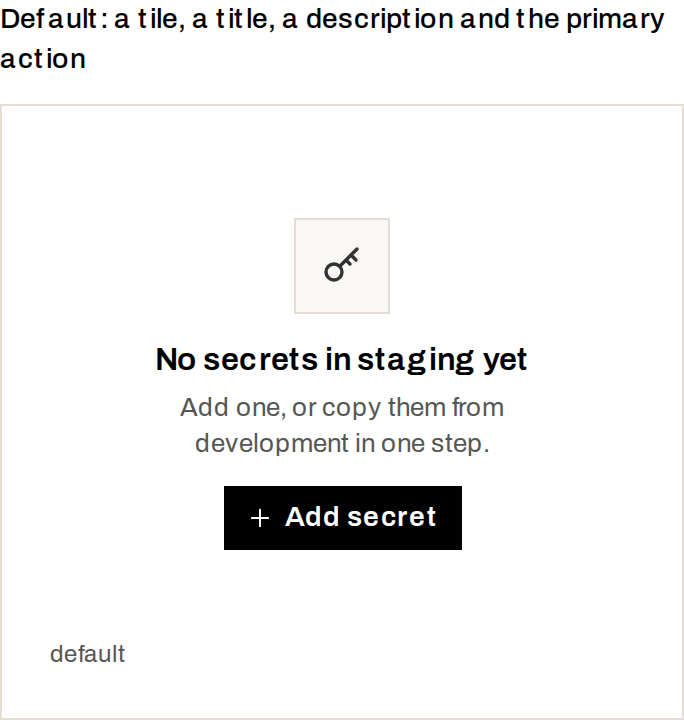 Default: a tile, a title, a description and the primary
action
No secrets in staging yet
Add one, or copy them from
development in one step.
Add secret
default